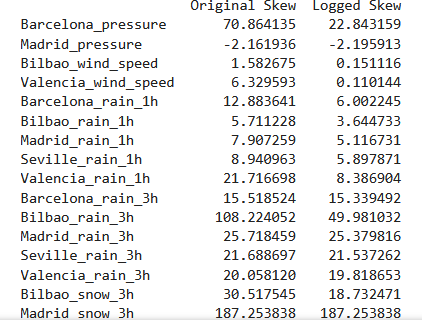 Original Skew Logged Skew
Barcelona_pressure 70.864135 22.843159
Madrid_pressure -2.161936 -2.195913
Bilbao_wind_speed 1.582675 0.151116
Valencia_wind_speed 6.329593 0.110144
Barcelona_rain_1h 12.883641 6.002245
Bilbao_rain_1h 5.711228 3.644733
Madrid_rain_1h 7.907259 5.116731
Seville_rain_1h 8.940963 5.897871
Valencia_rain_1h 21.716698 8.386904
Barcelona_rain_3h 15.518524 15.339492
Bilbao_rain_3h 108.224052 49.981032
Madrid_rain_3h 25.718459 25.379816
Seville_rain_3h 21.688697 21.537262
Valencia_rain_3h 20.058120 19.818653
Bilbao_snow_3h 30.517545 18.732471
Madrid_snow_3h 187.253838 187.253838